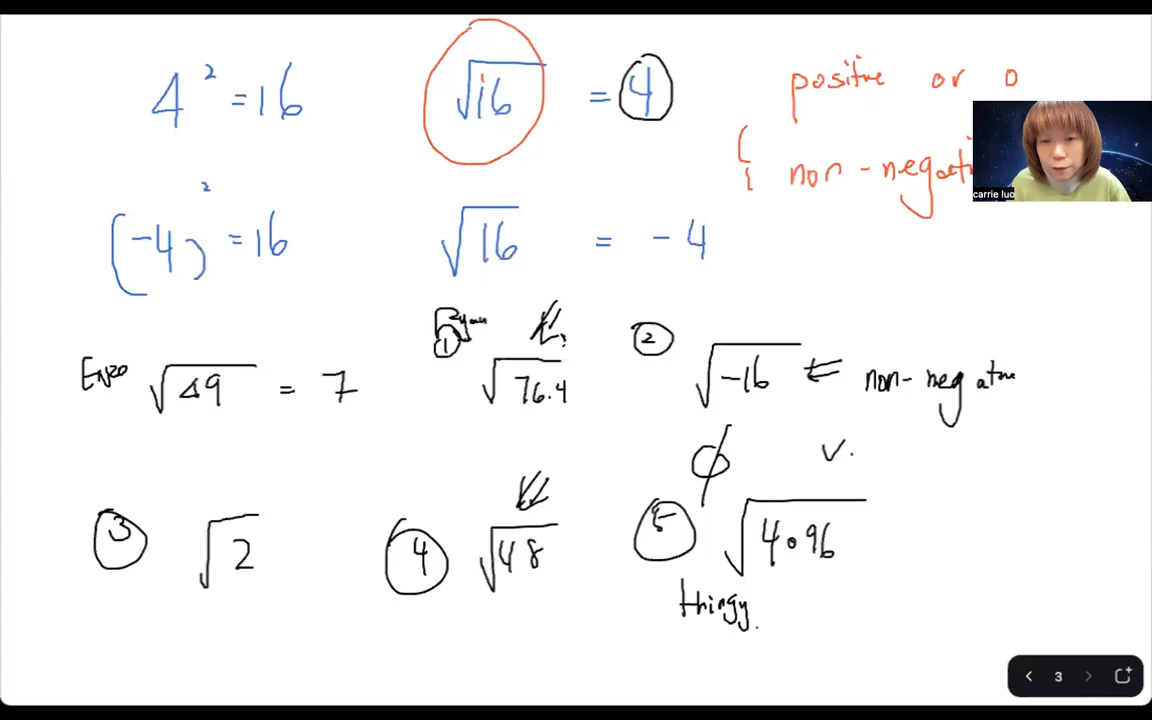 4² = 16 √16 = 4 positive or 0
(-4)² = 16 √16 = -4 non-negati
carrie luo
Enzo √49 = 7 ① √76.4 ② √-16 non-negative
③ √2 ④ √48 ⑤ √4.96
thingy.
3